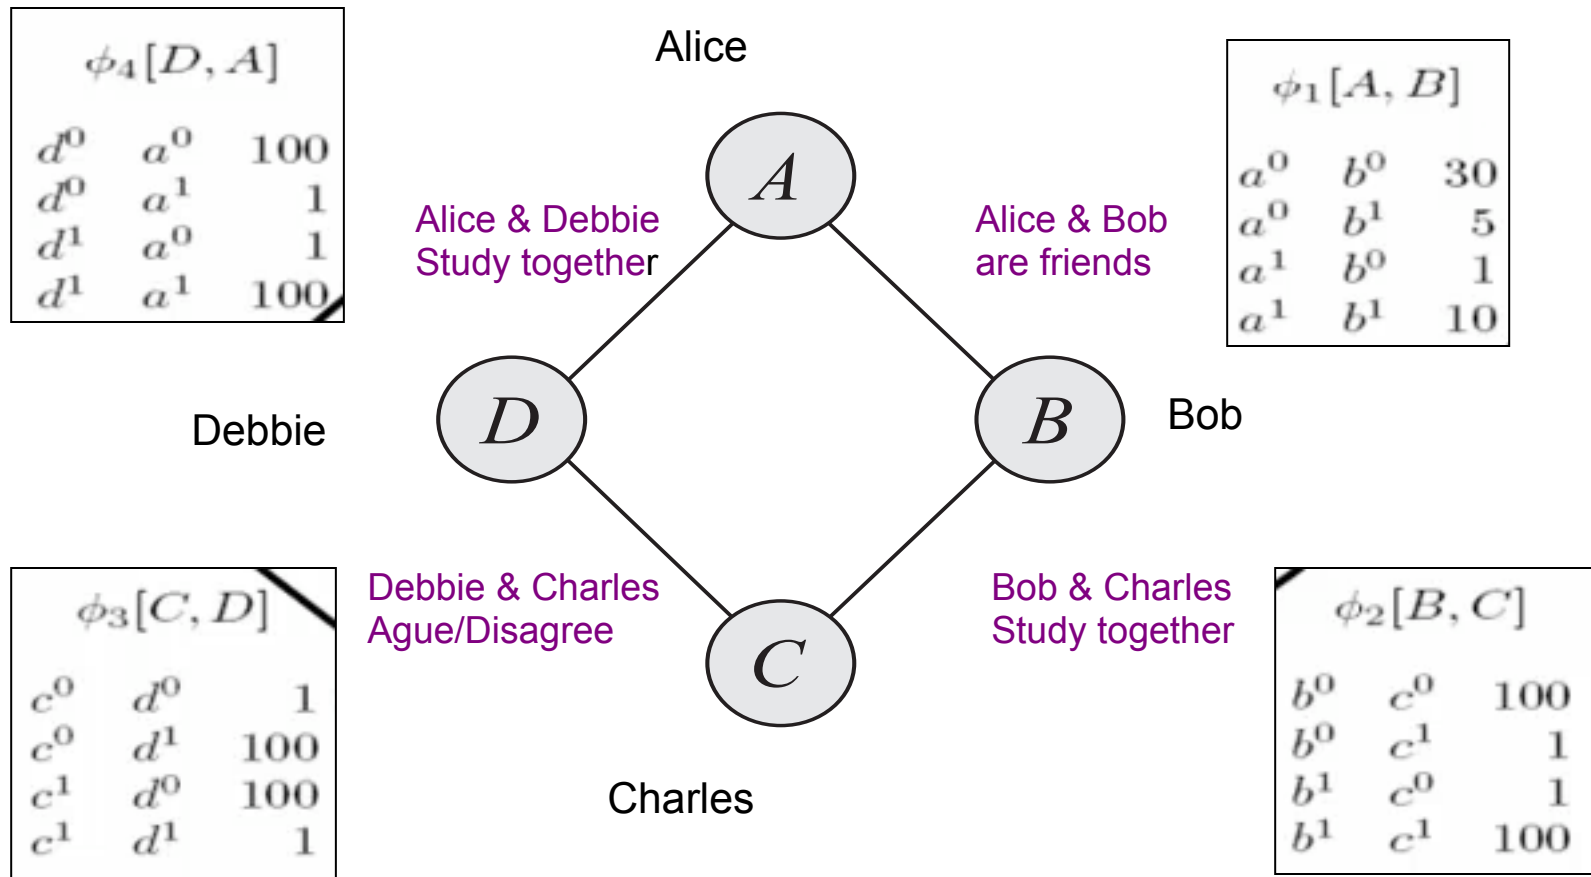 ϕ₄[D, A]
d⁰ a⁰ 100
d⁰ a¹ 1
d¹ a⁰ 1
d¹ a¹ 100
Alice
ϕ₁[A, B]
a⁰ b⁰ 30
a⁰ b¹ 5
a¹ b⁰ 1
a¹ b¹ 10
A
Alice & Debbie
Study together
Alice & Bob
are friends
Debbie
D
B
Bob
ϕ₃[C, D]
c⁰ d⁰ 1
c⁰ d¹ 100
c¹ d⁰ 100
c¹ d¹ 1
Debbie & Charles
Ague/Disagree
C
Bob & Charles
Study together
ϕ₂[B, C]
b⁰ c⁰ 100
b⁰ c¹ 1
b¹ c⁰ 1
b¹ c¹ 100
Charles